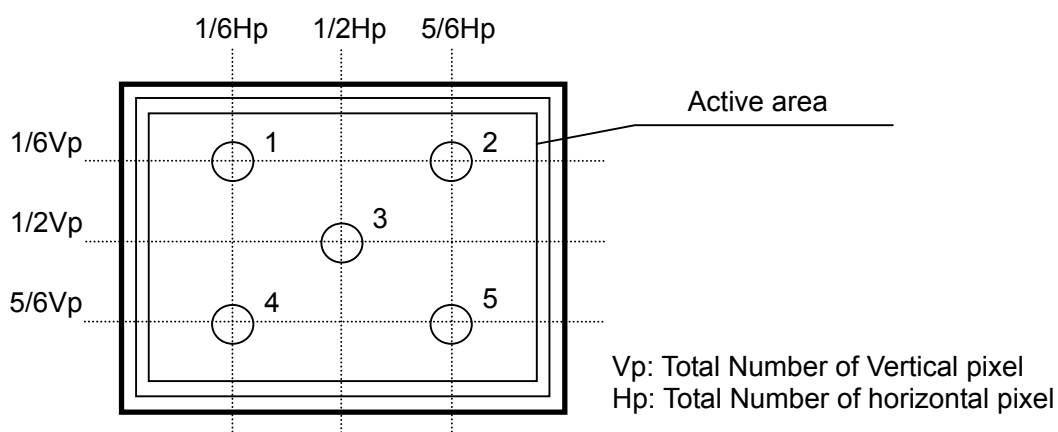 1/6Hp 1/2Hp 5/6Hp
Active area
1/6Vp
1 2
1/2Vp
3
5/6Vp
4 5
Vp: Total Number of Vertical pixel
Hp: Total Number of horizontal pixel